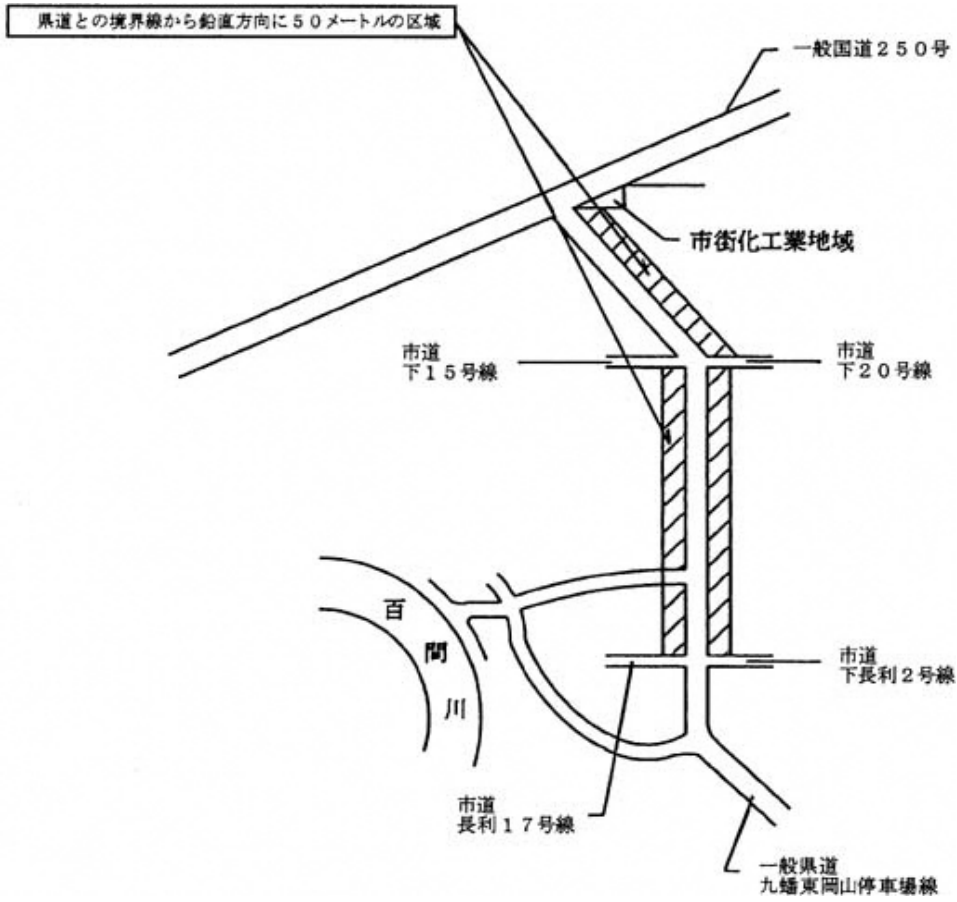 県道との境界線から鉛直方向に50メートルの区域
一般国道250号
市街化工業地域
市道
下15号線
市道
下20号線
百
間
川
市道
下長利2号線
市道
長利17号線
一般県道
九蟠東岡山停車場線